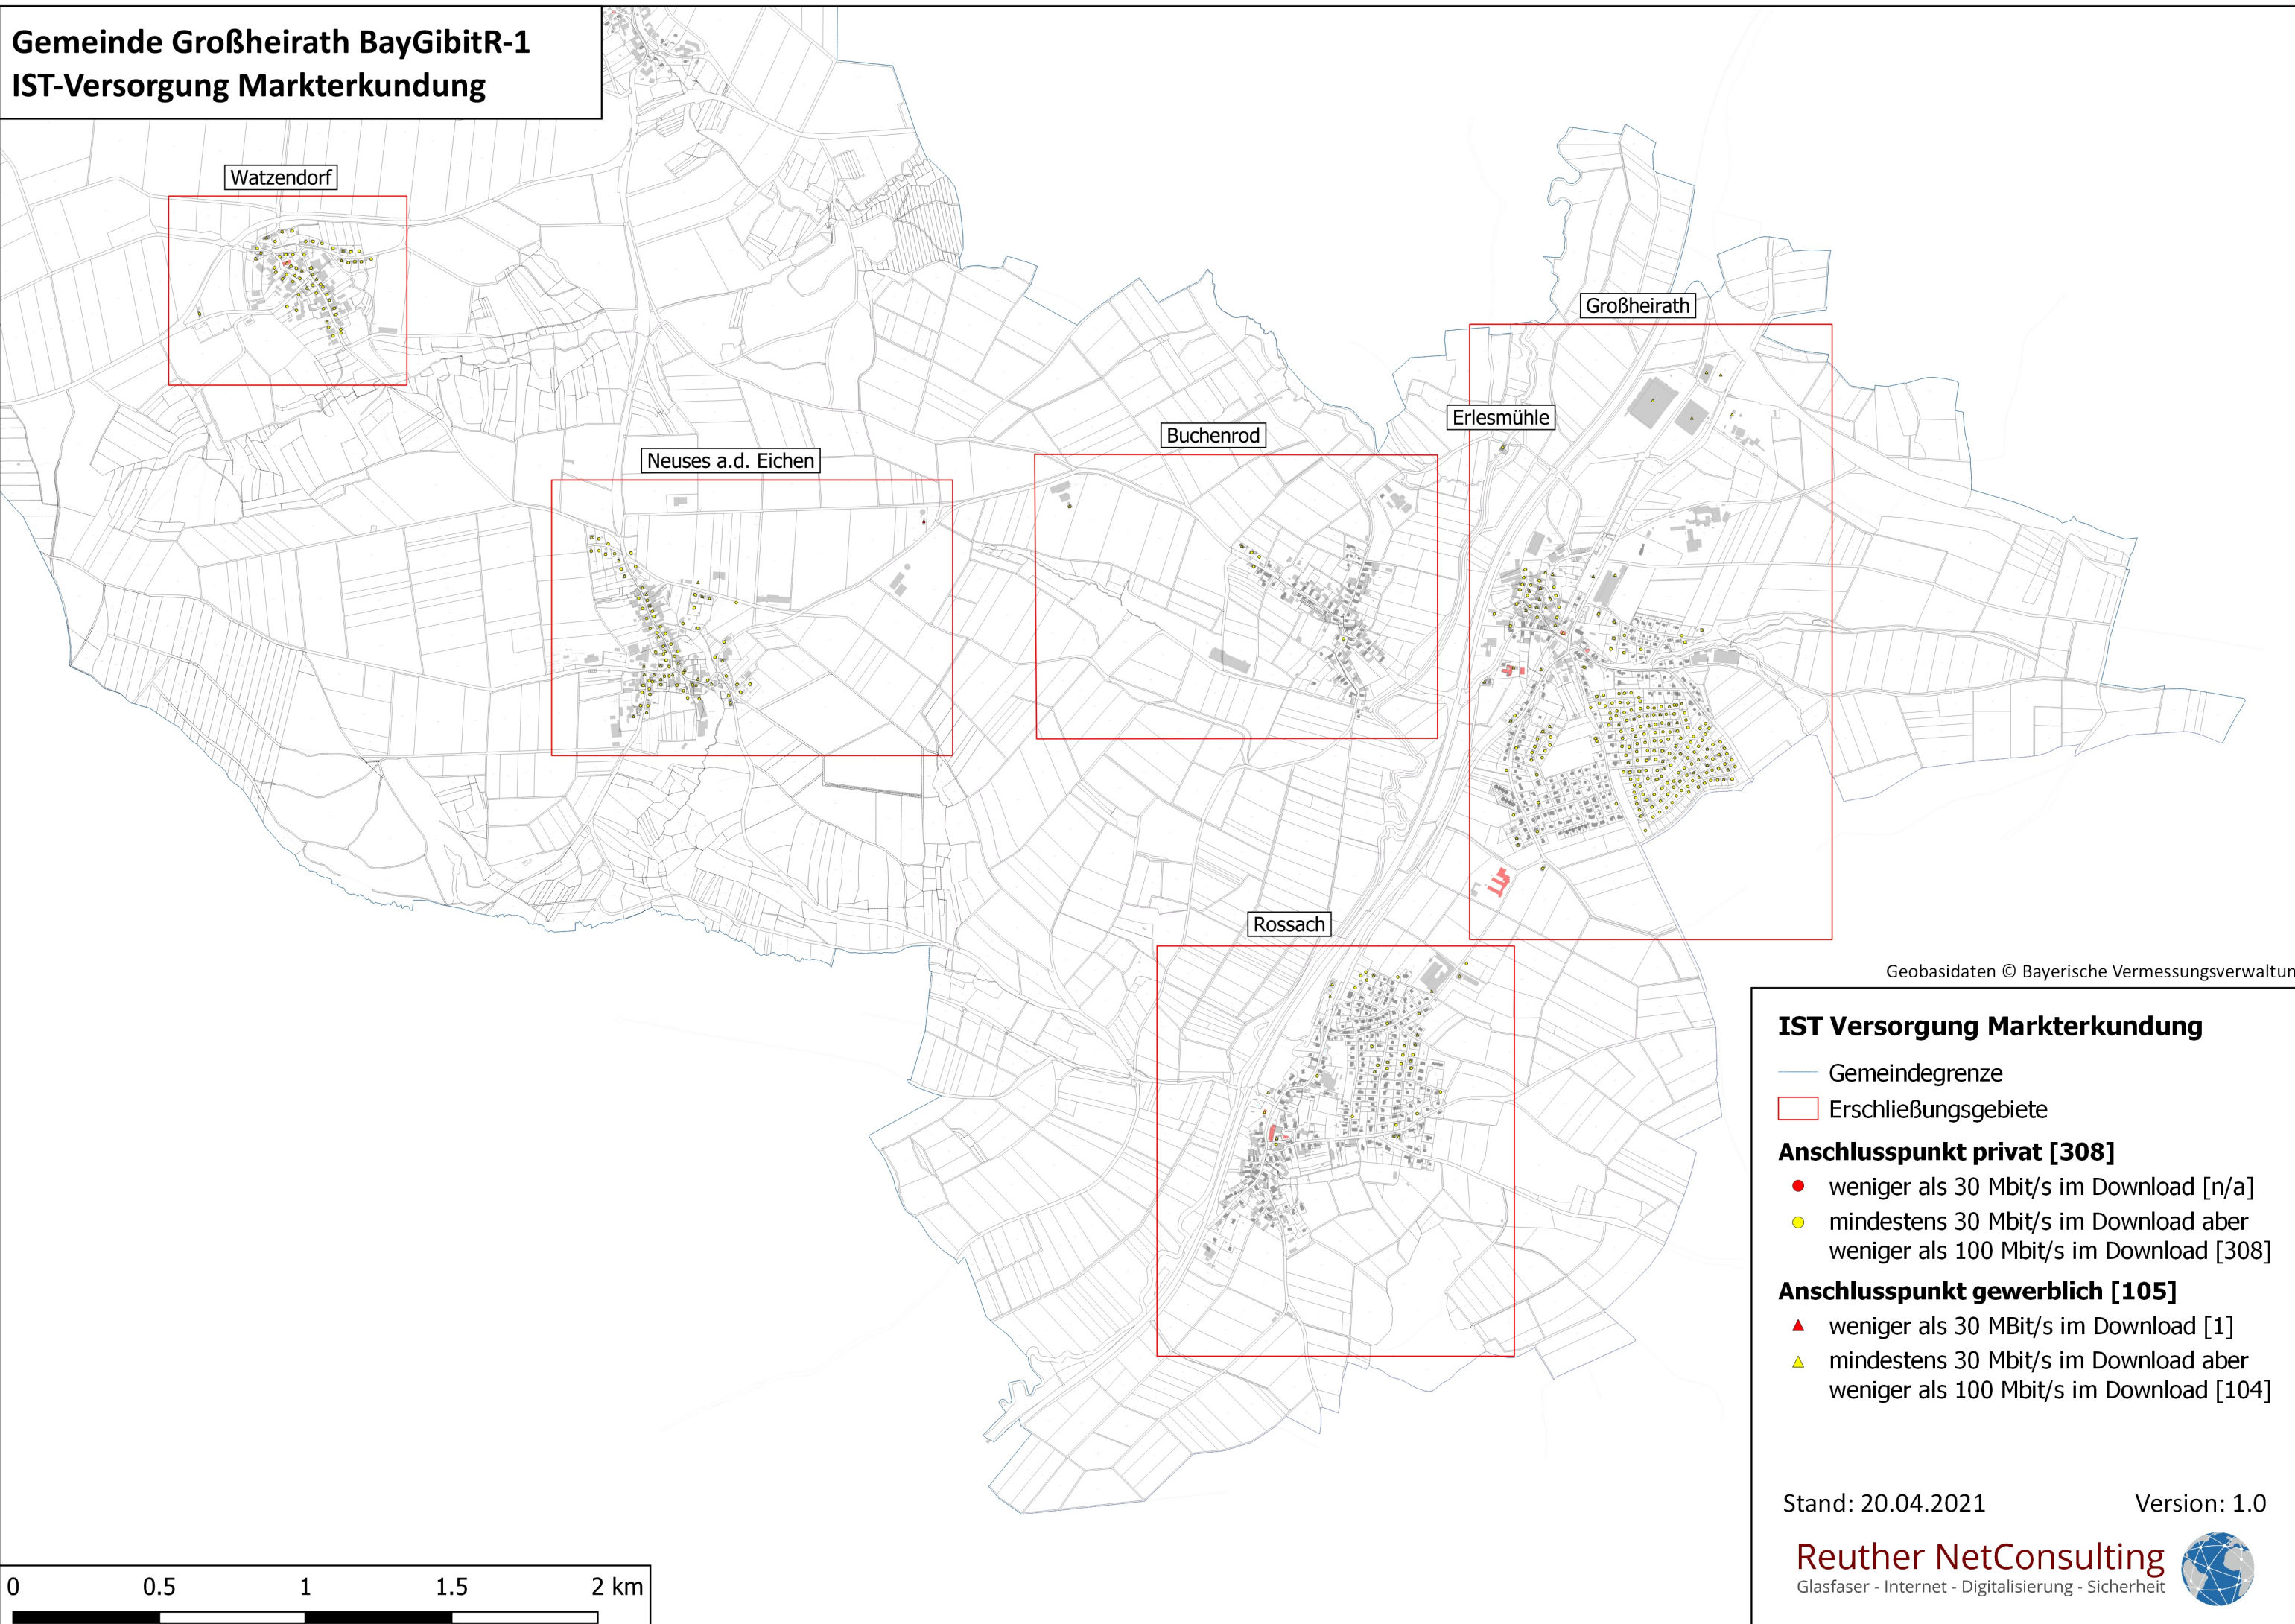 Gemeinde Großheirath BayGibitR-1
IST-Versorgung Markterkundung
Watzendorf
Großheirath
Erlesmühle
Buchenrod
Neuses a.d. Eichen
Rossach
Geobasidaten © Bayerische Vermessungsverwaltun
IST Versorgung Markterkundung
Gemeindegrenze
Erschließungsgebiete
Anschlusspunkt privat [308]
weniger als 30 Mbit/s im Download [n/a]
mindestens 30 Mbit/s im Download aber
weniger als 100 Mbit/s im Download [308]
Anschlusspunkt gewerblich [105]
weniger als 30 MBit/s im Download [1]
mindestens 30 Mbit/s im Download aber
weniger als 100 Mbit/s im Download [104]
Stand: 20.04.2021 Version: 1.0
Reuther NetConsulting
Glasfaser - Internet - Digitalisierung - Sicherheit
0 0.5 1 1.5 2 km